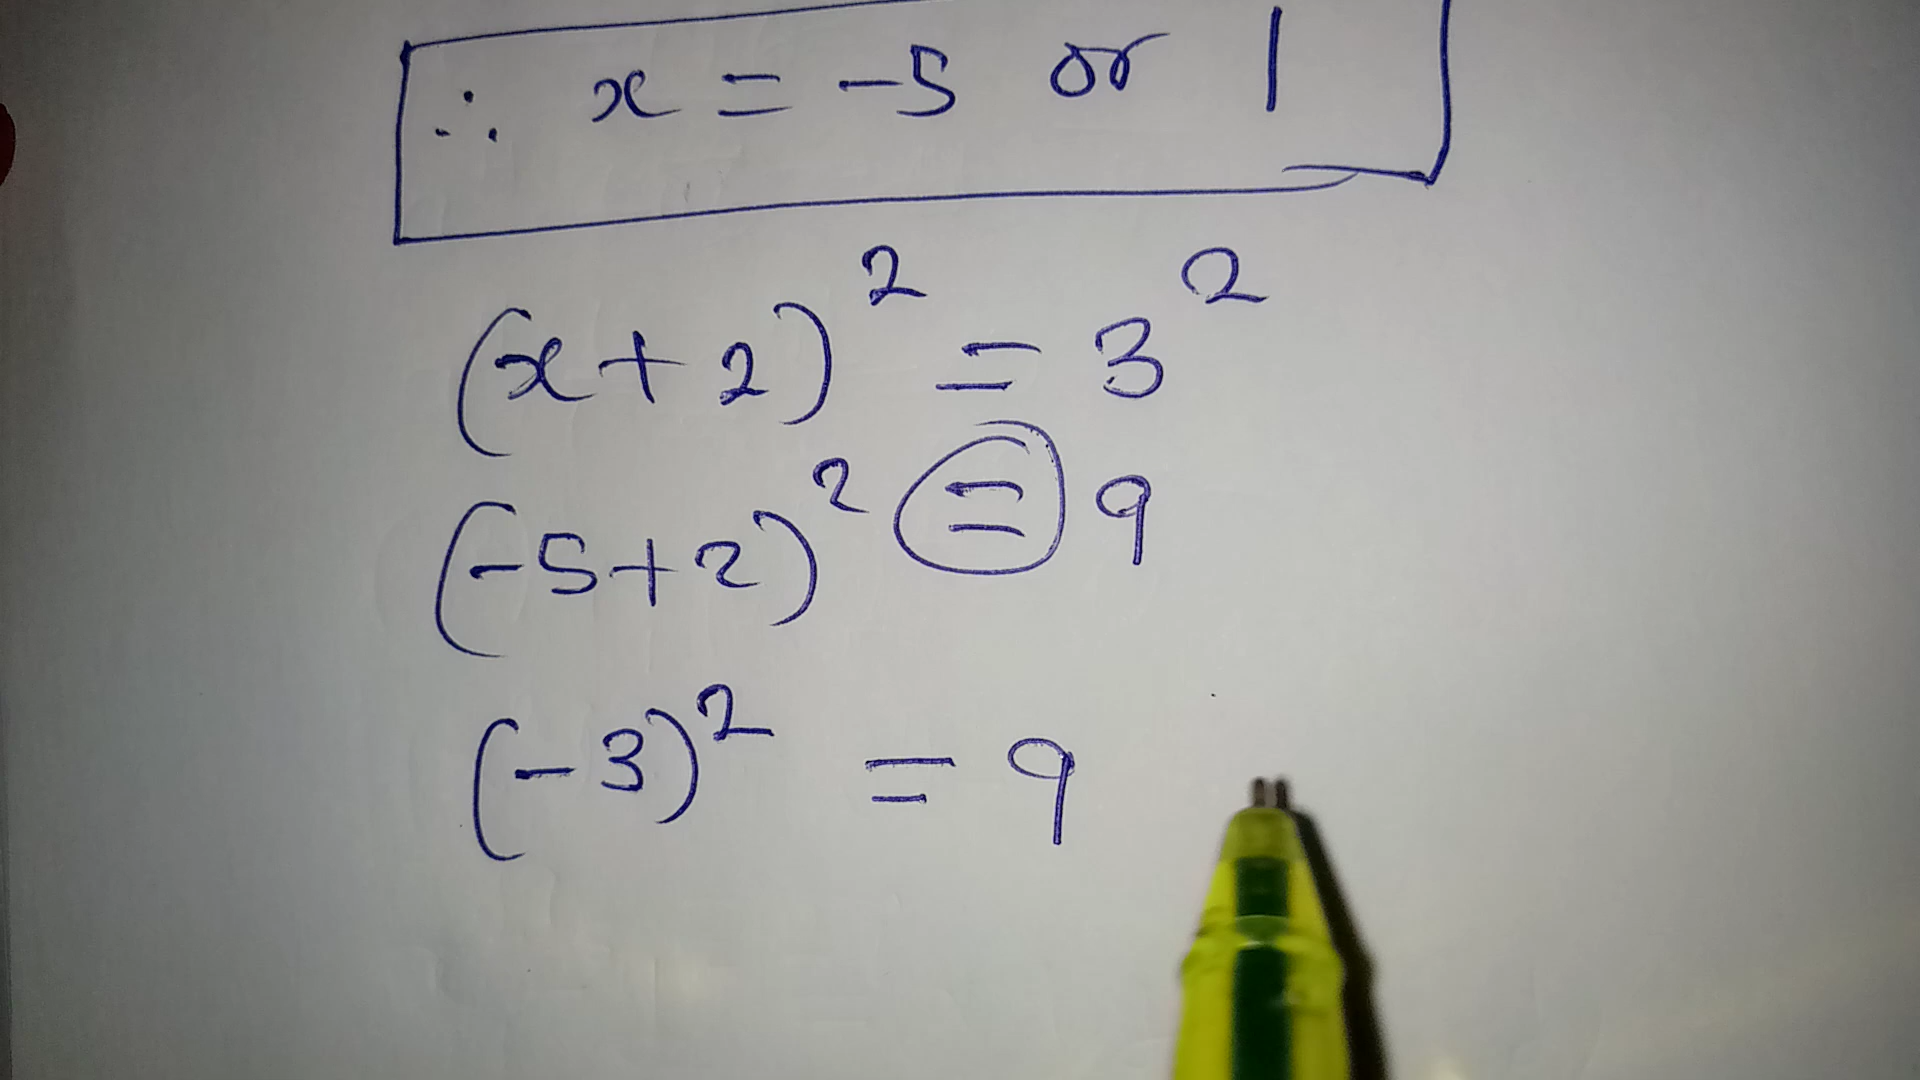 ∴ x = -5 or 1
(x+2)² = 3²
(-5+2)² = 9
(-3)² = 9